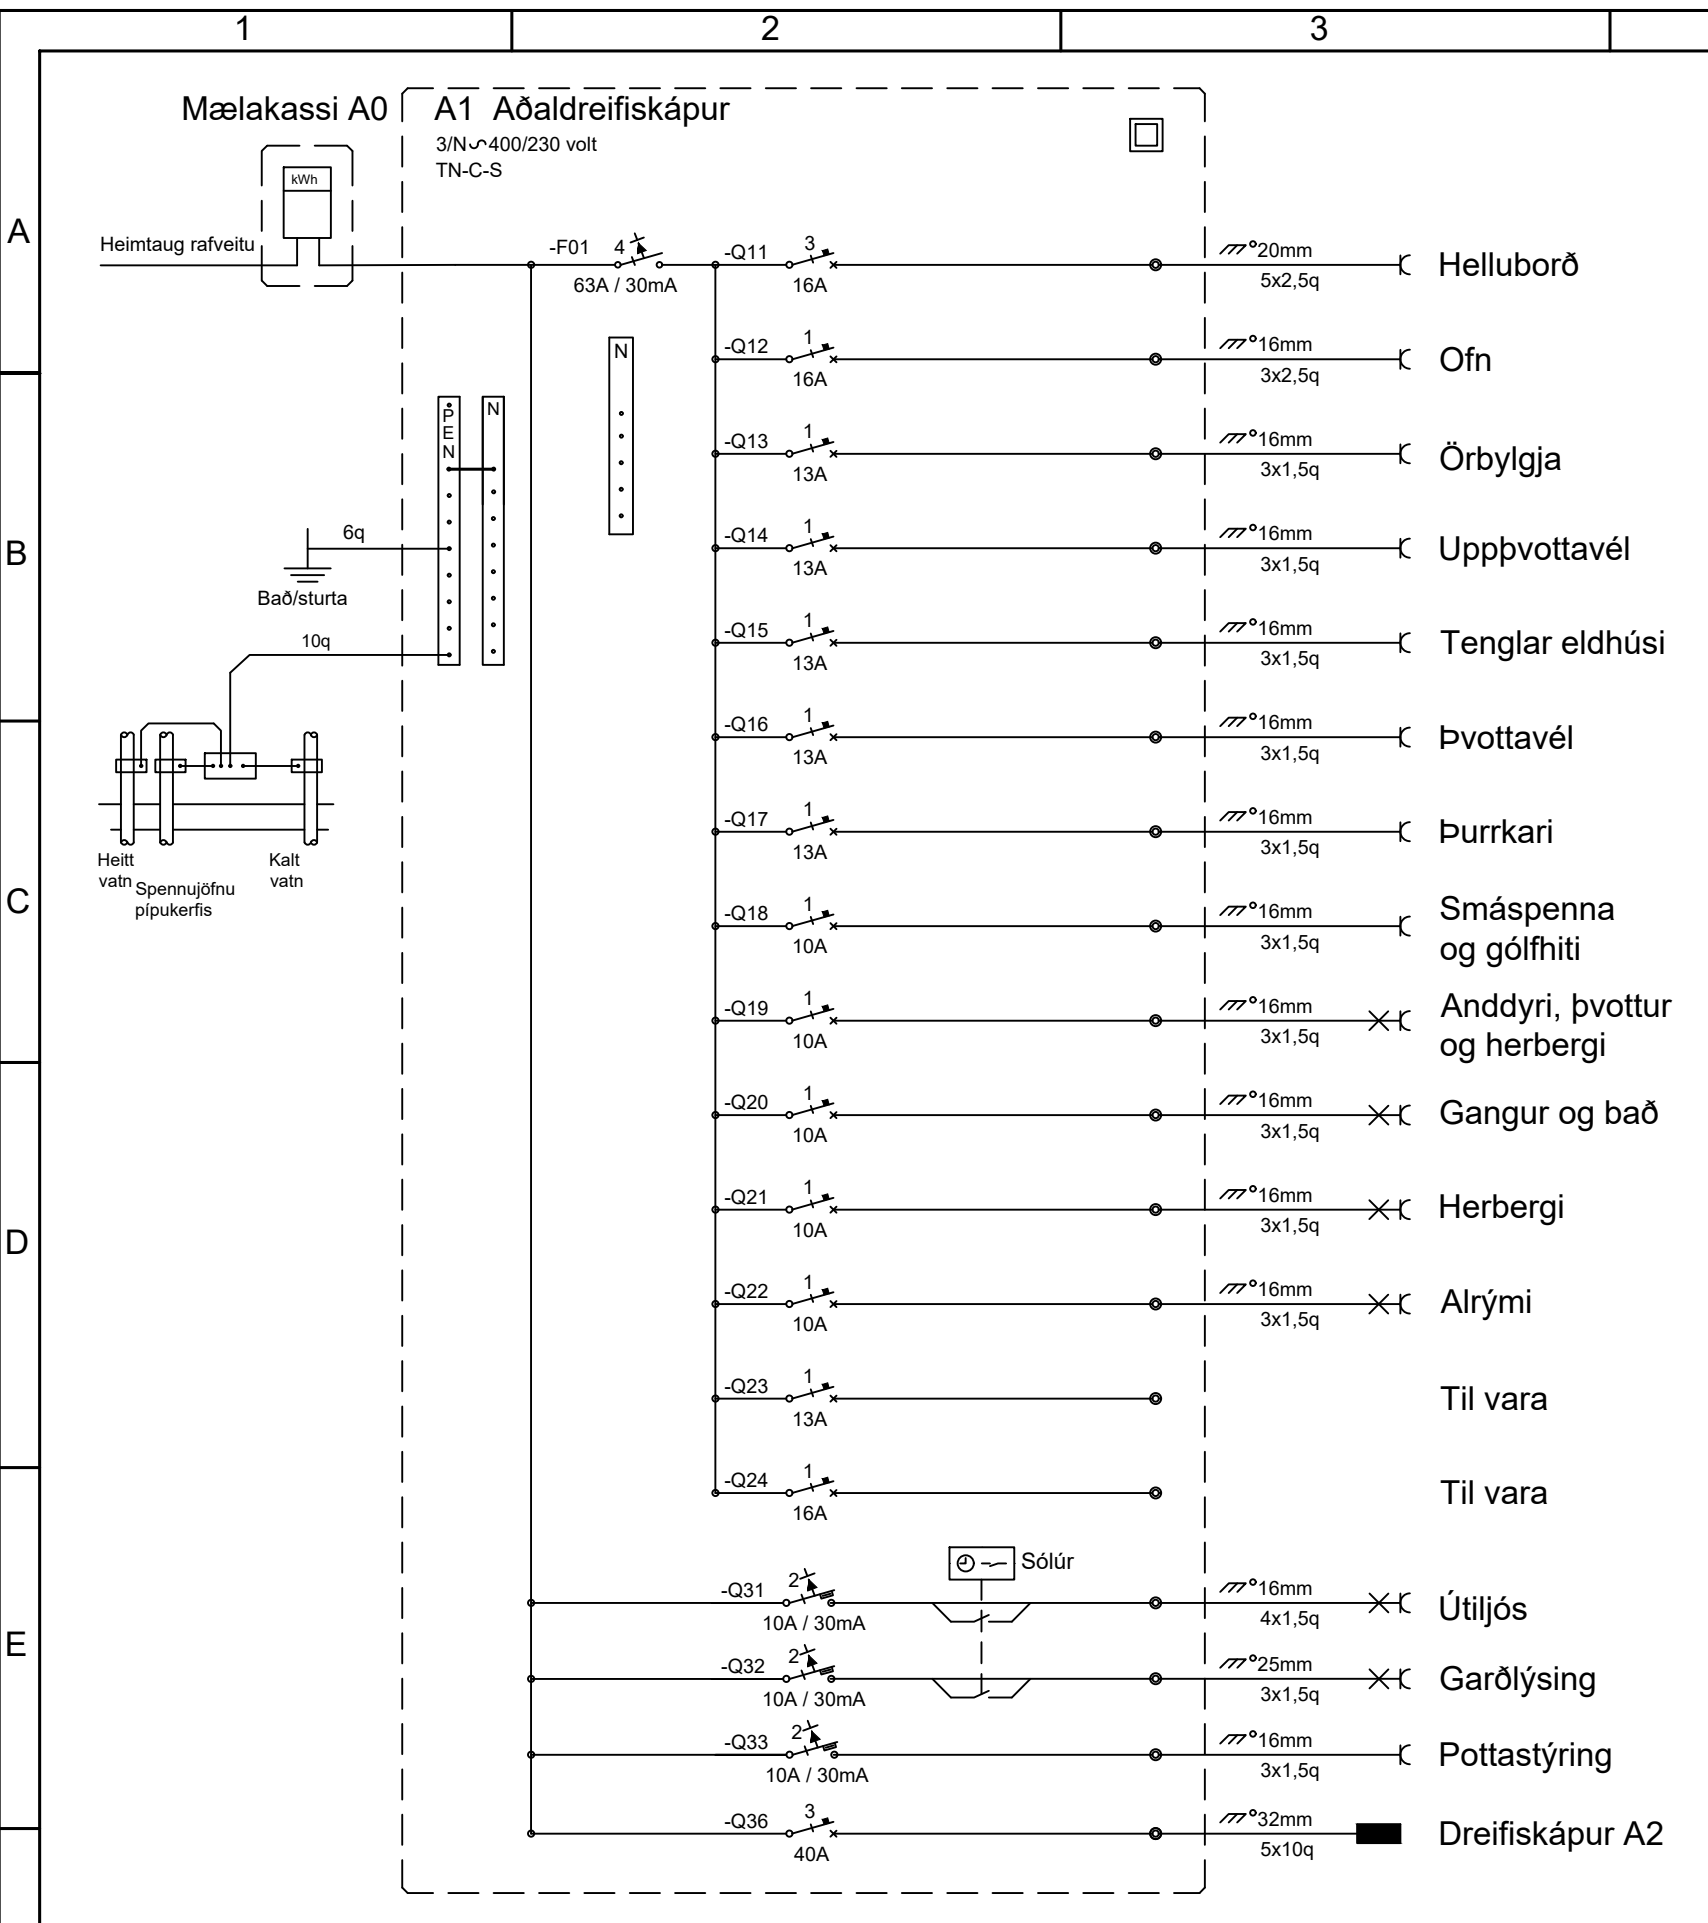 1
2
3
A
B
C
D
E
Mælakassi A0
A1 Aðaldreifiskápur
3/N∿400/230 volt
TN-C-S
kWh
Heimtaug rafveitu
-F01
4
63A / 30mA
N
PEN
N
6q
Bað/sturta
10q
Heitt
vatn
Spennujöfnu
pípukerfis
Kalt
vatn
-Q11
3
16A
20mm
5x2,5q
Helluborð
-Q12
1
16A
16mm
3x2,5q
Ofn
-Q13
1
13A
16mm
3x1,5q
Örbylgja
-Q14
1
13A
16mm
3x1,5q
Uppþvottavél
-Q15
1
13A
16mm
3x1,5q
Tenglar eldhúsi
-Q16
1
13A
16mm
3x1,5q
Þvottavél
-Q17
1
13A
16mm
3x1,5q
Þurrkari
-Q18
1
10A
16mm
3x1,5q
Smáspenna
og gólfhiti
-Q19
1
10A
16mm
3x1,5q
Anddyri, þvottur
og herbergi
-Q20
1
10A
16mm
3x1,5q
Gangur og bað
-Q21
1
10A
16mm
3x1,5q
Herbergi
-Q22
1
10A
16mm
3x1,5q
Alrými
-Q23
1
13A
Til vara
-Q24
1
16A
Til vara
Sólúr
-Q31
2
10A / 30mA
16mm
4x1,5q
Útiljós
-Q32
2
10A / 30mA
25mm
3x1,5q
Garðlýsing
-Q33
2
10A / 30mA
16mm
3x1,5q
Pottastýring
-Q36
3
40A
32mm
5x10q
Dreifiskápur A2